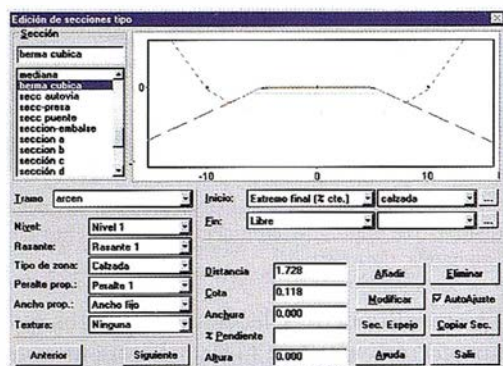 Edición de secciones tipo
Sección
berma cubica
mediana
berma cubica
secc autovia
secc-presa
secc puente
seccion-embalse
seccion a
sección b
sección c
sección d
0
-10
0
10
Tramo
arcen
Inicio:
Extremo final (% cte.)
calzada
...
Fin:
Libre
...
Nivel:
Nivel 1
Rasante:
Rasante 1
Tipo de zona:
Calzada
Peralte prop.:
Peralte 1
Ancho prop.:
Ancho fijo
Textura:
Ninguna
Anterior
Siguiente
Distancia
1.728
Cota
0.118
Anchura
0.000
% Pendiente
Altura
0.000
Añadir
Eliminar
Modificar
AutoAjuste
Sec. Espejo
Copiar Sec.
Ayuda
Salir